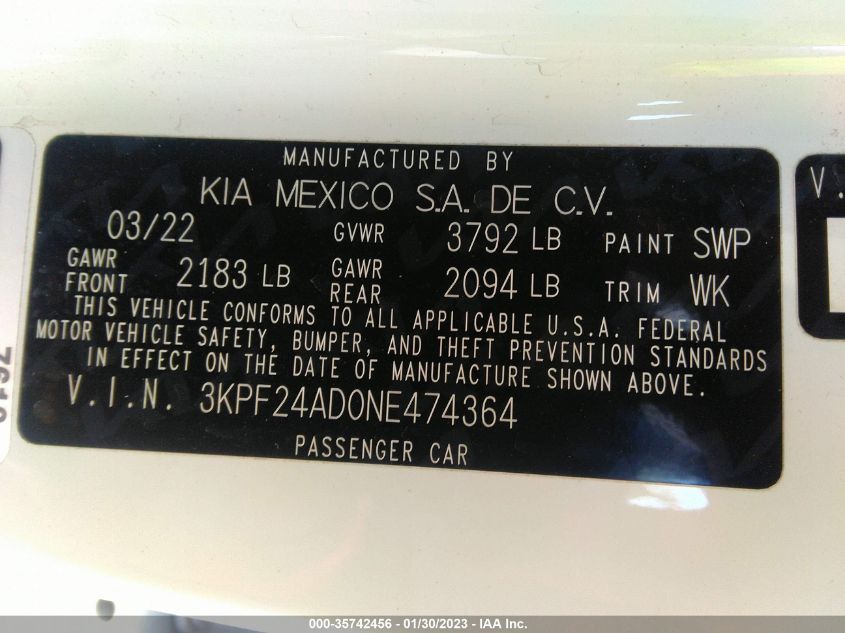 MANUFACTURED BY
KIA MEXICO S.A. DE C.V.
03/22 GVWR 3792 LB PAINT SWP
GAWR FRONT 2183 LB GAWR REAR 2094 LB TRIM WK
THIS VEHICLE CONFORMS TO ALL APPLICABLE U.S.A. FEDERAL
MOTOR VEHICLE SAFETY, BUMPER, AND THEFT PREVENTION STANDARDS
IN EFFECT ON THE DATE OF MANUFACTURE SHOWN ABOVE.
V.I.N. 3KPF24AD0NE474364
PASSENGER CAR
V.
000-35742456 - 01/30/2023 - IAA Inc.